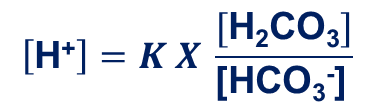 [H⁺] = K X [H₂CO₃] / [HCO₃⁻]